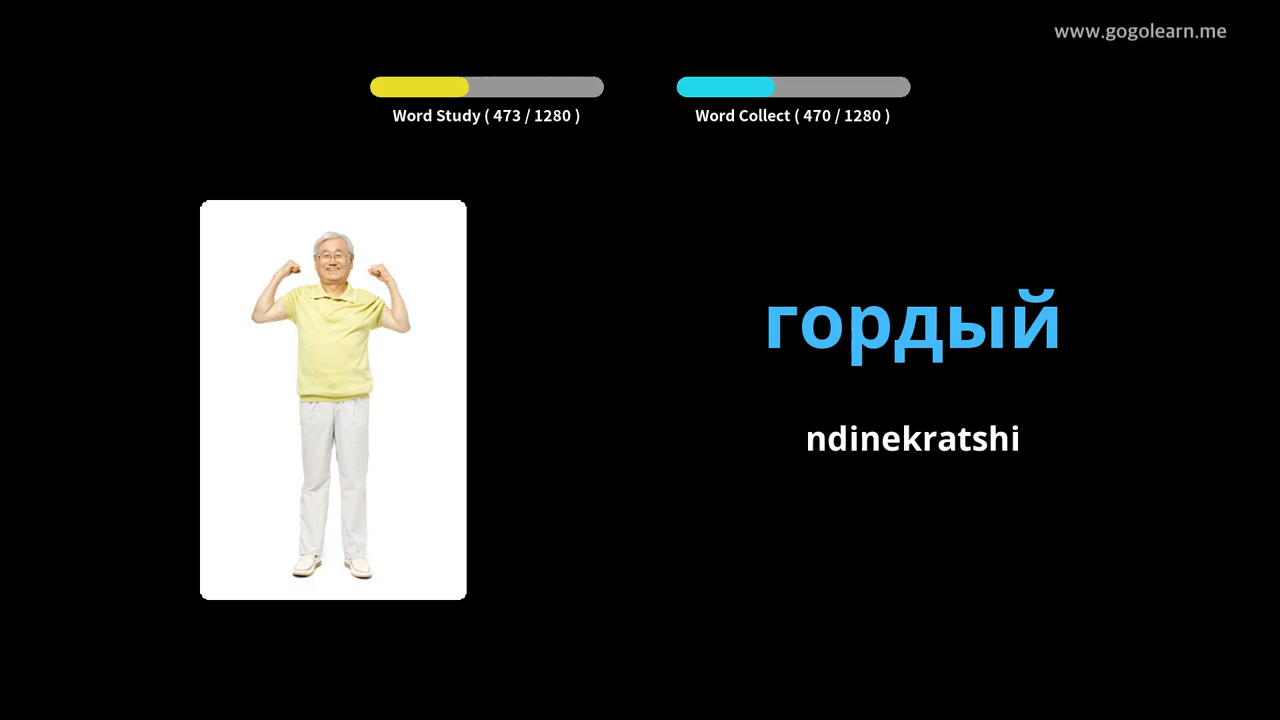 www.gogolearn.me
Word Study ( 473 / 1280 )
Word Collect ( 470 / 1280 )
гордый
ndinekratshi